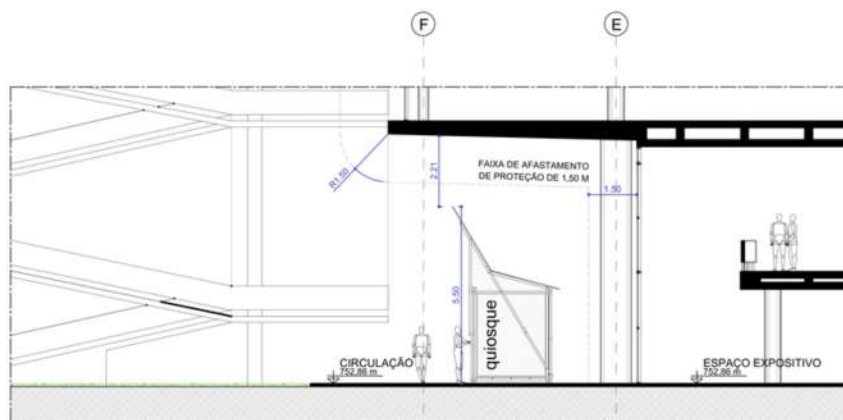 F
E
R1.50
2.21
FAIXA DE AFASTAMENTO
DE PROTEÇÃO DE 1,50 M
1.50
5.50
quiosque
CIRCULAÇÃO
752,86 m
ESPAÇO EXPOSITIVO
752,86 m